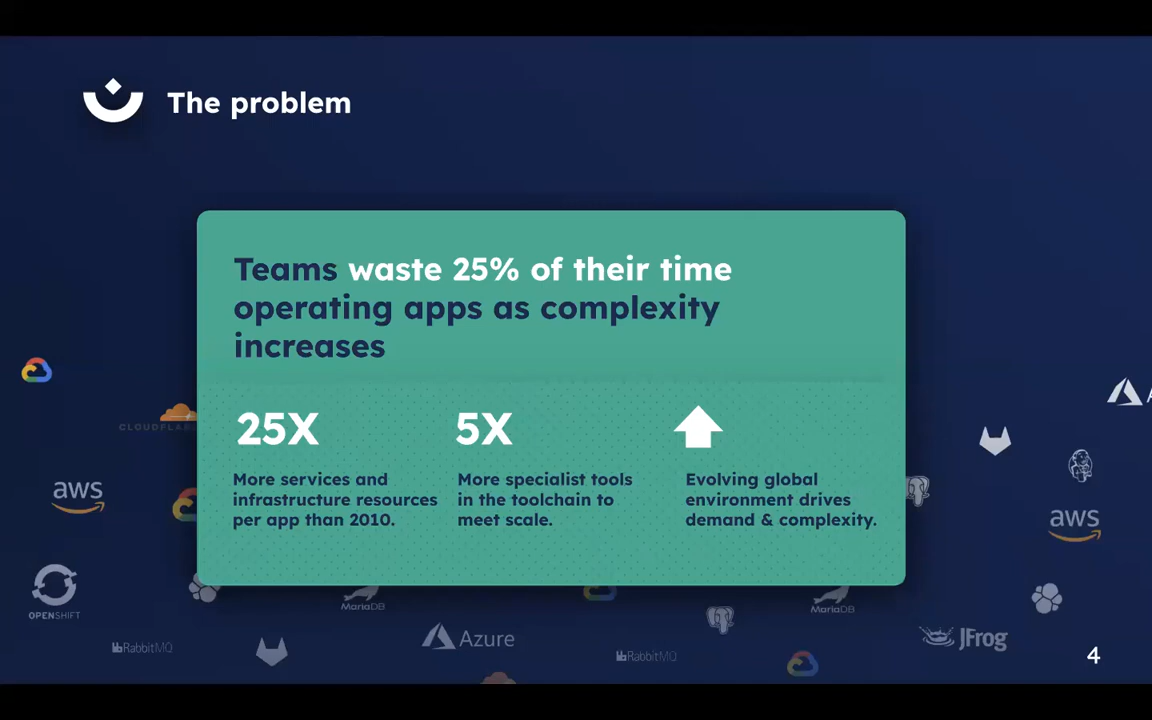 The problem
Teams waste 25% of their time
operating apps as complexity
increases
25X
5X
More services and
infrastructure resources
per app than 2010.
More specialist tools
in the toolchain to
meet scale.
Evolving global
environment drives
demand & complexity.
aws
aws
OPENSHIFT
MariaDB
MariaDB
RabbitMQ
Azure
RabbitMQ
JFrog
4